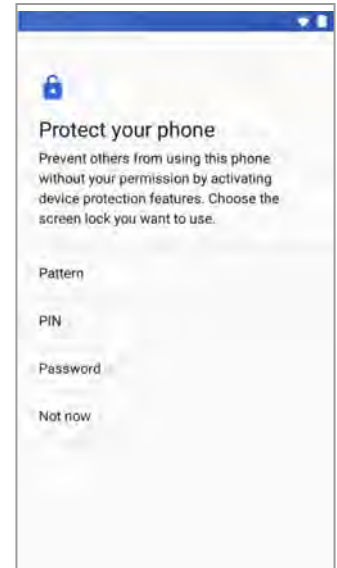 Protect your phone
Prevent others from using this phone
without your permission by activating
device protection features. Choose the
screen lock you want to use.
Pattern
PIN
Password
Not now